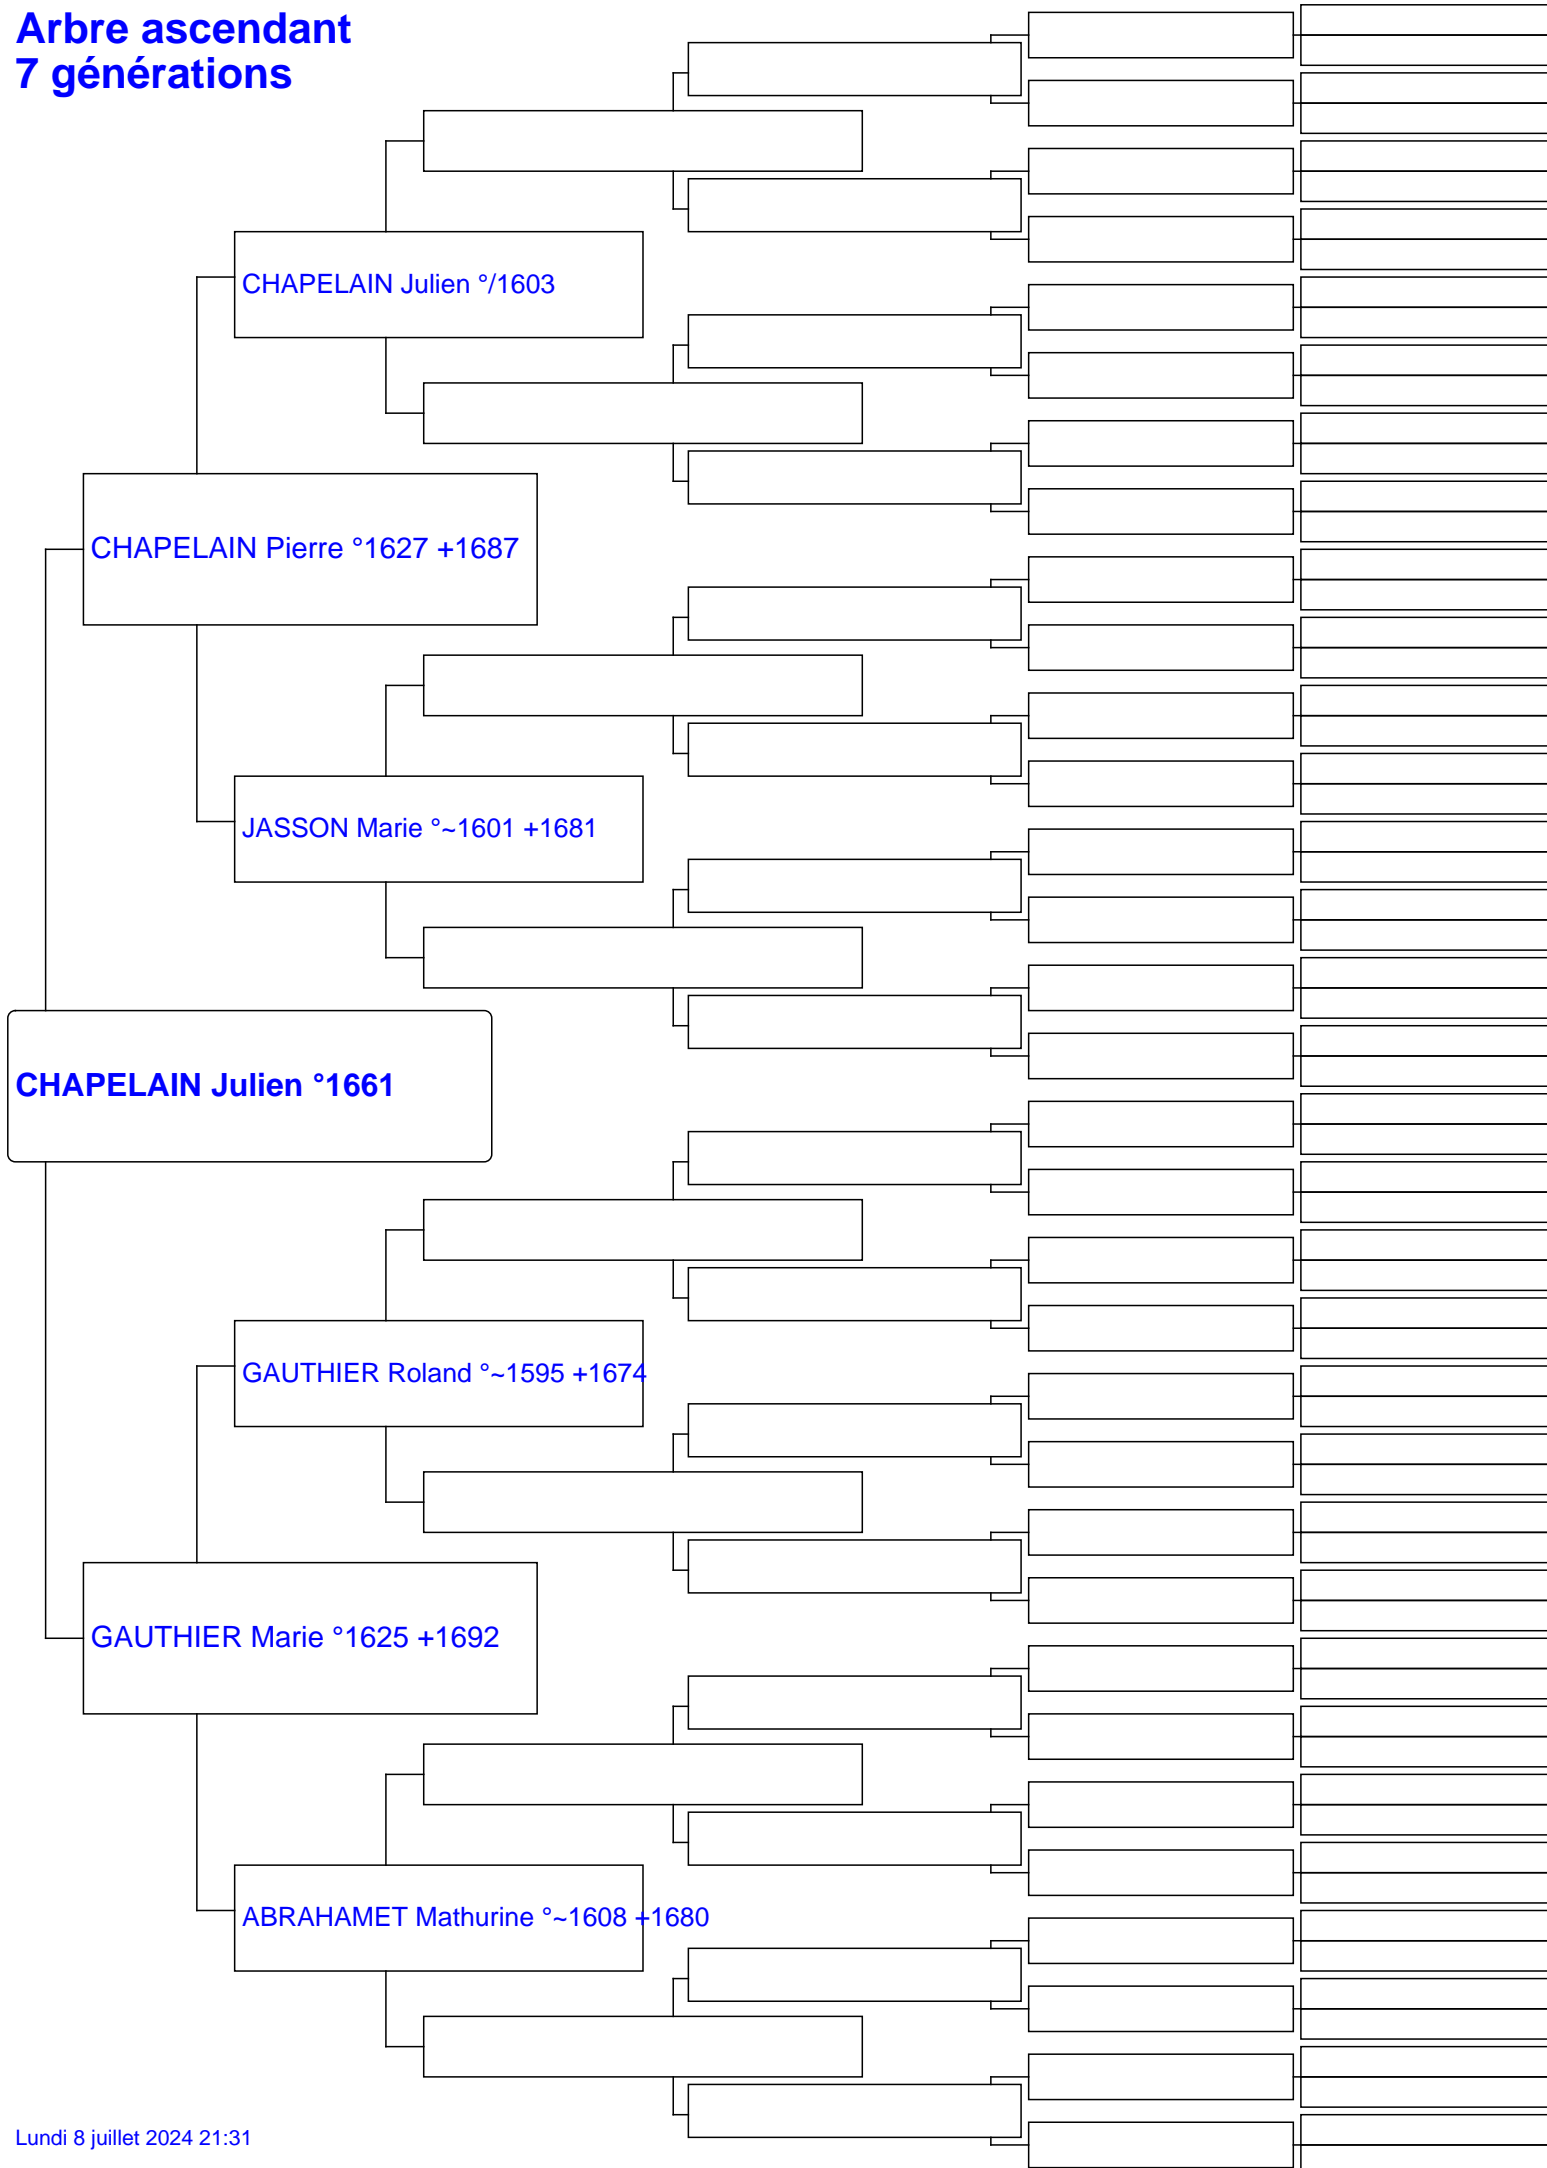 Arbre ascendant
7 générations
CHAPELAIN Julien °/1603
CHAPELAIN Pierre °1627 +1687
JASSON Marie °~1601 +1681
CHAPELAIN Julien °1661
GAUTHIER Roland °~1595 +1674
GAUTHIER Marie °1625 +1692
ABRAHAMET Mathurine °~1608 +1680
Lundi 8 juillet 2024 21:31